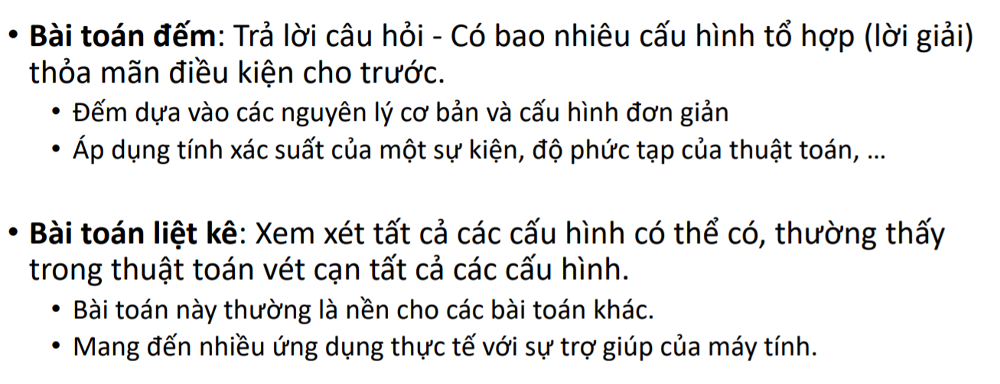 • Bài toán đếm: Trả lời câu hỏi - Có bao nhiêu cấu hình tổ hợp (lời giải)
thỏa mãn điều kiện cho trước.
• Đếm dựa vào các nguyên lý cơ bản và cấu hình đơn giản
• Áp dụng tính xác suất của một sự kiện, độ phức tạp của thuật toán, ...
• Bài toán liệt kê: Xem xét tất cả các cấu hình có thể có, thường thấy
trong thuật toán vét cạn tất cả các cấu hình.
• Bài toán này thường là nền cho các bài toán khác.
• Mang đến nhiều ứng dụng thực tế với sự trợ giúp của máy tính.